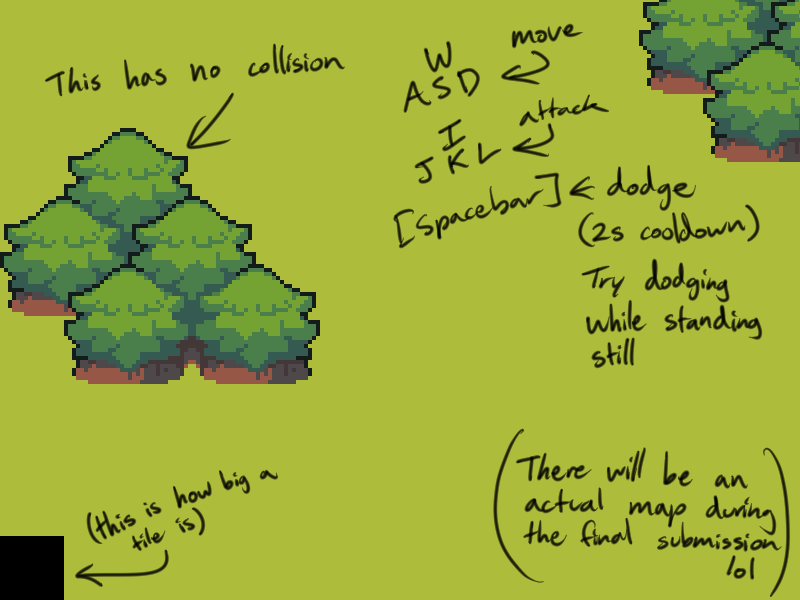 This has no collision
W
move
ASD
I
attack
JKL
[Spacebar]
dodge
(2s cooldown)
Try dodging
while standing
still
(this is how big a
tile is)
(There will be an
actual map during
the final submission
lol)